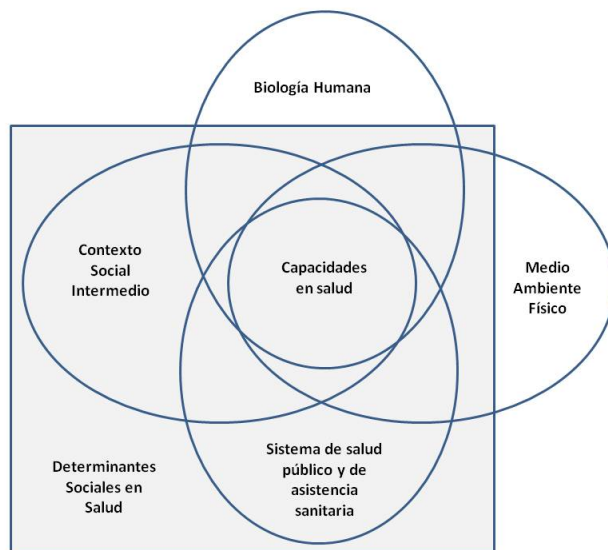 Biología Humana
Contexto
Social
Intermedio
Capacidades
en salud
Medio
Ambiente
Físico
Determinantes
Sociales en
Salud
Sistema de salud
público y de
asistencia
sanitaria